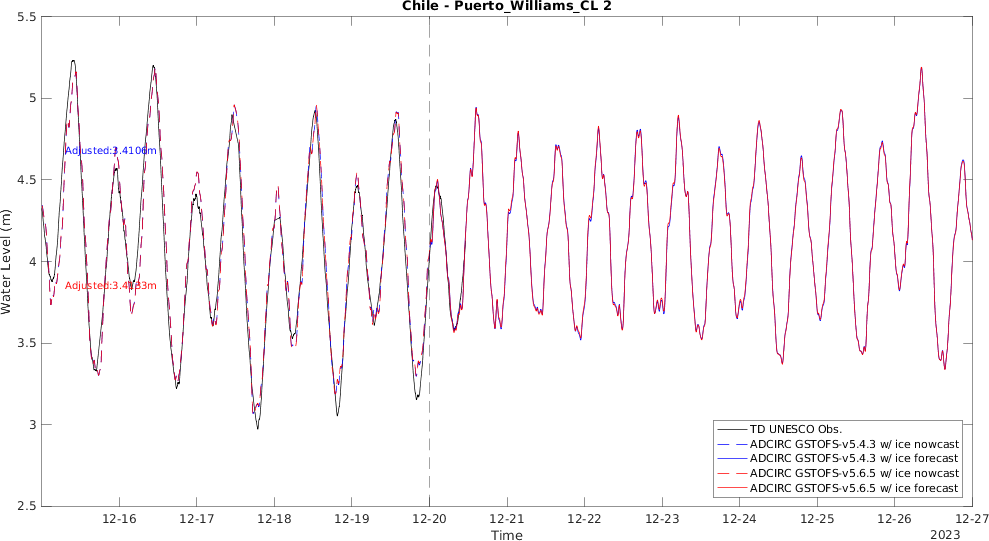 Chile - Puerto_Williams_CL 2
5.5
5
4.5
4
3.5
3
2.5
Water Level (m)
Adjusted:3.4106m
Adjusted:3.4133m
TD UNESCO Obs.
ADCIRC GSTOFS-v5.4.3 w/ ice nowcast
ADCIRC GSTOFS-v5.4.3 w/ ice forecast
ADCIRC GSTOFS-v5.6.5 w/ ice nowcast
ADCIRC GSTOFS-v5.6.5 w/ ice forecast
12-16 12-17 12-18 12-19 12-20 12-21 12-22 12-23 12-24 12-25 12-26 12-27
Time
2023